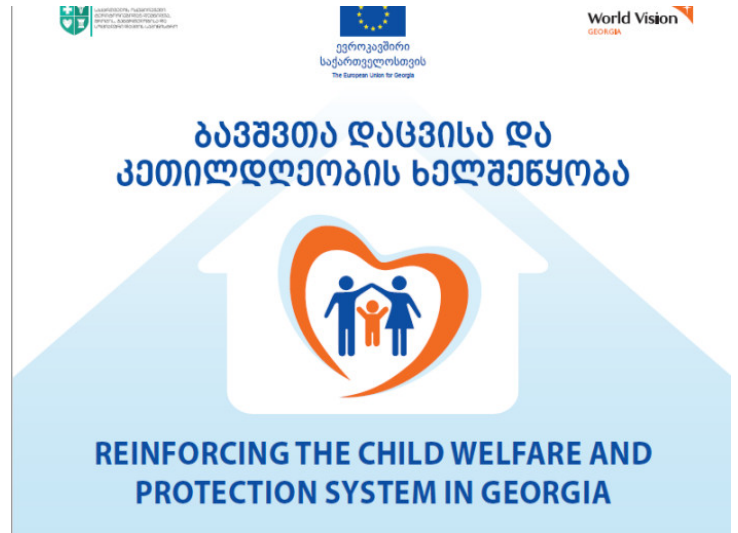 ევროკავშირი
საქართველოსთვის
The European Union for Georgia
World Vision
GEORGIA
ბავშვთა დაცვისა და
კეთილდღეობის ხელშეწყობა
REINFORCING THE CHILD WELFARE AND
PROTECTION SYSTEM IN GEORGIA